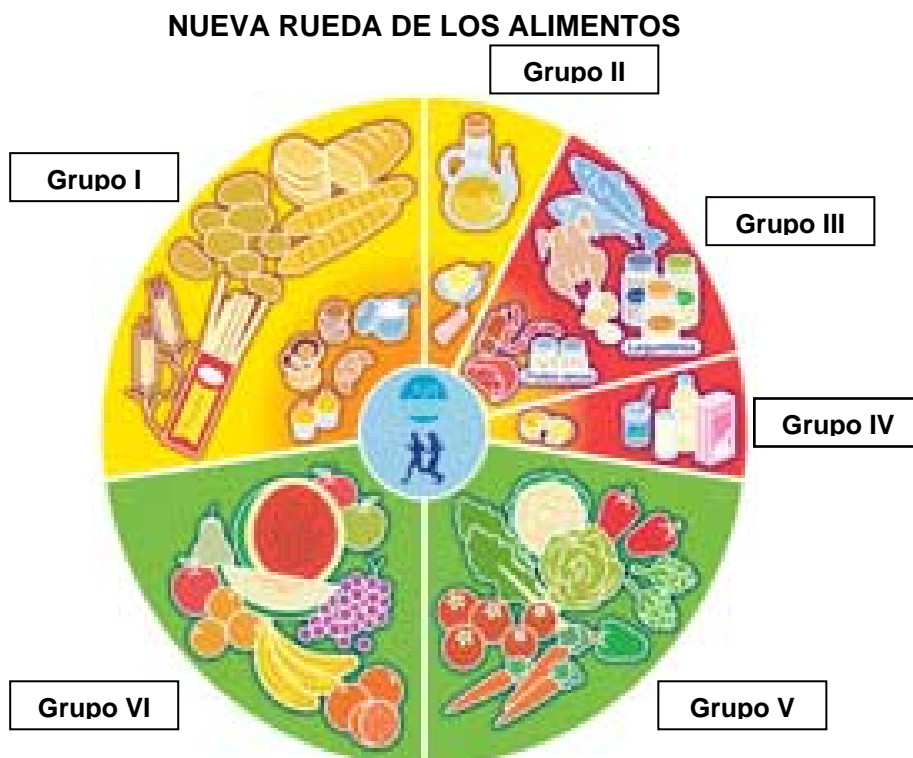 NUEVA RUEDA DE LOS ALIMENTOS
Grupo II
Grupo I
Grupo III
Grupo IV
Grupo VI
Grupo V